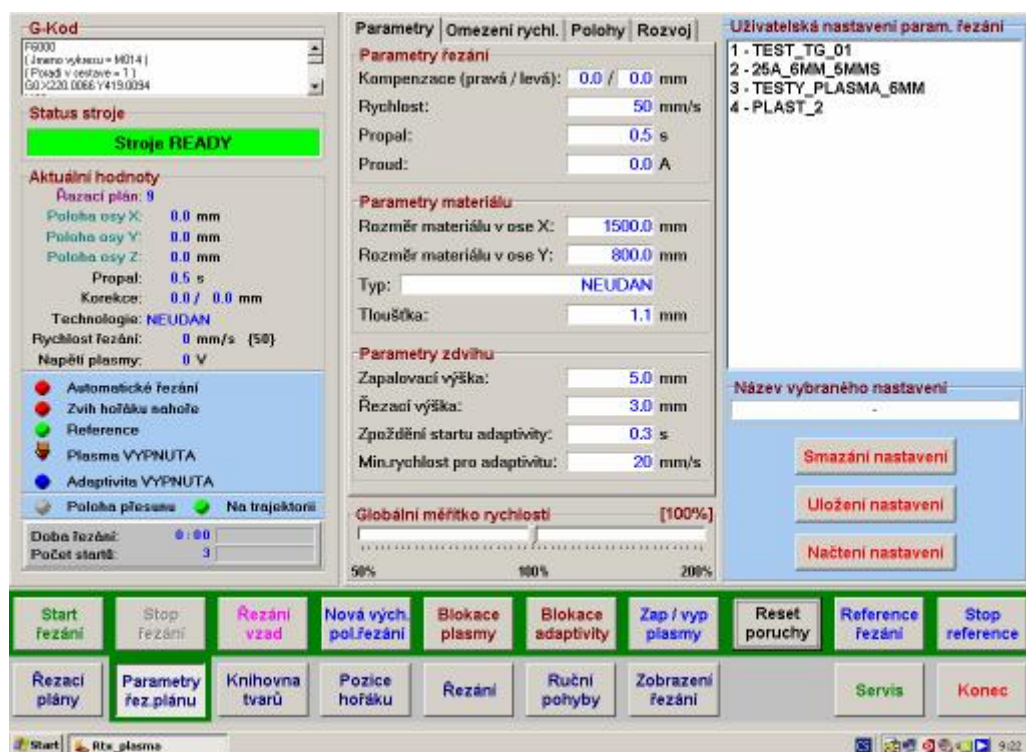 G-Kod
F6000
( Jmeno vykresu = M014 )
( Poradi v sestave = 1 )
G0 X220.0066 Y419.0094
Status stroje
Stroje READY
Aktuální hodnoty
Řazací plán: 9
Poloha osy X: 0.0 mm
Poloha osy Y: 0.0 mm
Poloha osy Z: 0.0 mm
Propal: 0.5 s
Korekce: 0.0 / 0.0 mm
Technologie: NEUDAN
Rychlost řezání: 0 mm/s {50}
Napětí plasmy: 0 V
Automatické řezání
Zvih hořáku nahoře
Reference
Plasma VYPNUTA
Adaptivita VYPNUTA
Poloha přesunu Na trajektorii
Doba řezání: 0:00
Počet startů: 3
Parametry Omezení rychl. Polohy Rozvoj
Parametry řezání
Kompenzace (pravá / levá): 0.0 / 0.0 mm
Rychlost: 50 mm/s
Propal: 0.5 s
Proud: 0.0 A
Parametry materiálu
Rozměr materiálu v ose X: 1500.0 mm
Rozměr materiálu v ose Y: 800.0 mm
Typ: NEUDAN
Tloušťka: 1.1 mm
Parametry zdvihu
Zapalovací výška: 5.0 mm
Řezací výška: 3.0 mm
Zpoždění startu adaptivity: 0.3 s
Min.rychlost pro adaptivitu: 20 mm/s
Globální měřítko rychlosti [100%]
50% 100% 200%
Uživatelská nastavení param. řezání
1 - TEST_TG_01
2 - 25A_6MM_5MMS
3 - TESTY_PLASMA_6MM
4 - PLAST_2
Název vybraného nastavení
-
Smazání nastavení
Uložení nastavení
Načtení nastavení
Start řezání
Stop řezání
Řezání vzad
Nová vých. pol.řezání
Blokace plasmy
Blokace adaptivity
Zap / vyp plasmy
Reset poruchy
Reference řezání
Stop reference
Řezací plány
Parametry řez.plánu
Knihovna tvarů
Pozice hořáku
Řezání
Ruční pohyby
Zobrazení řezání
Servis
Konec
Start Rtx_plasma 9:22